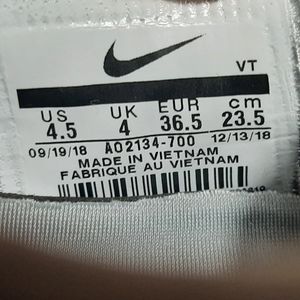 VT
US UK EUR cm
4.5 4 36.5 23.5
09/19/18 AO2134-700 12/13/18
MADE IN VIETNAM
FABRIQUE AU VIETNAM